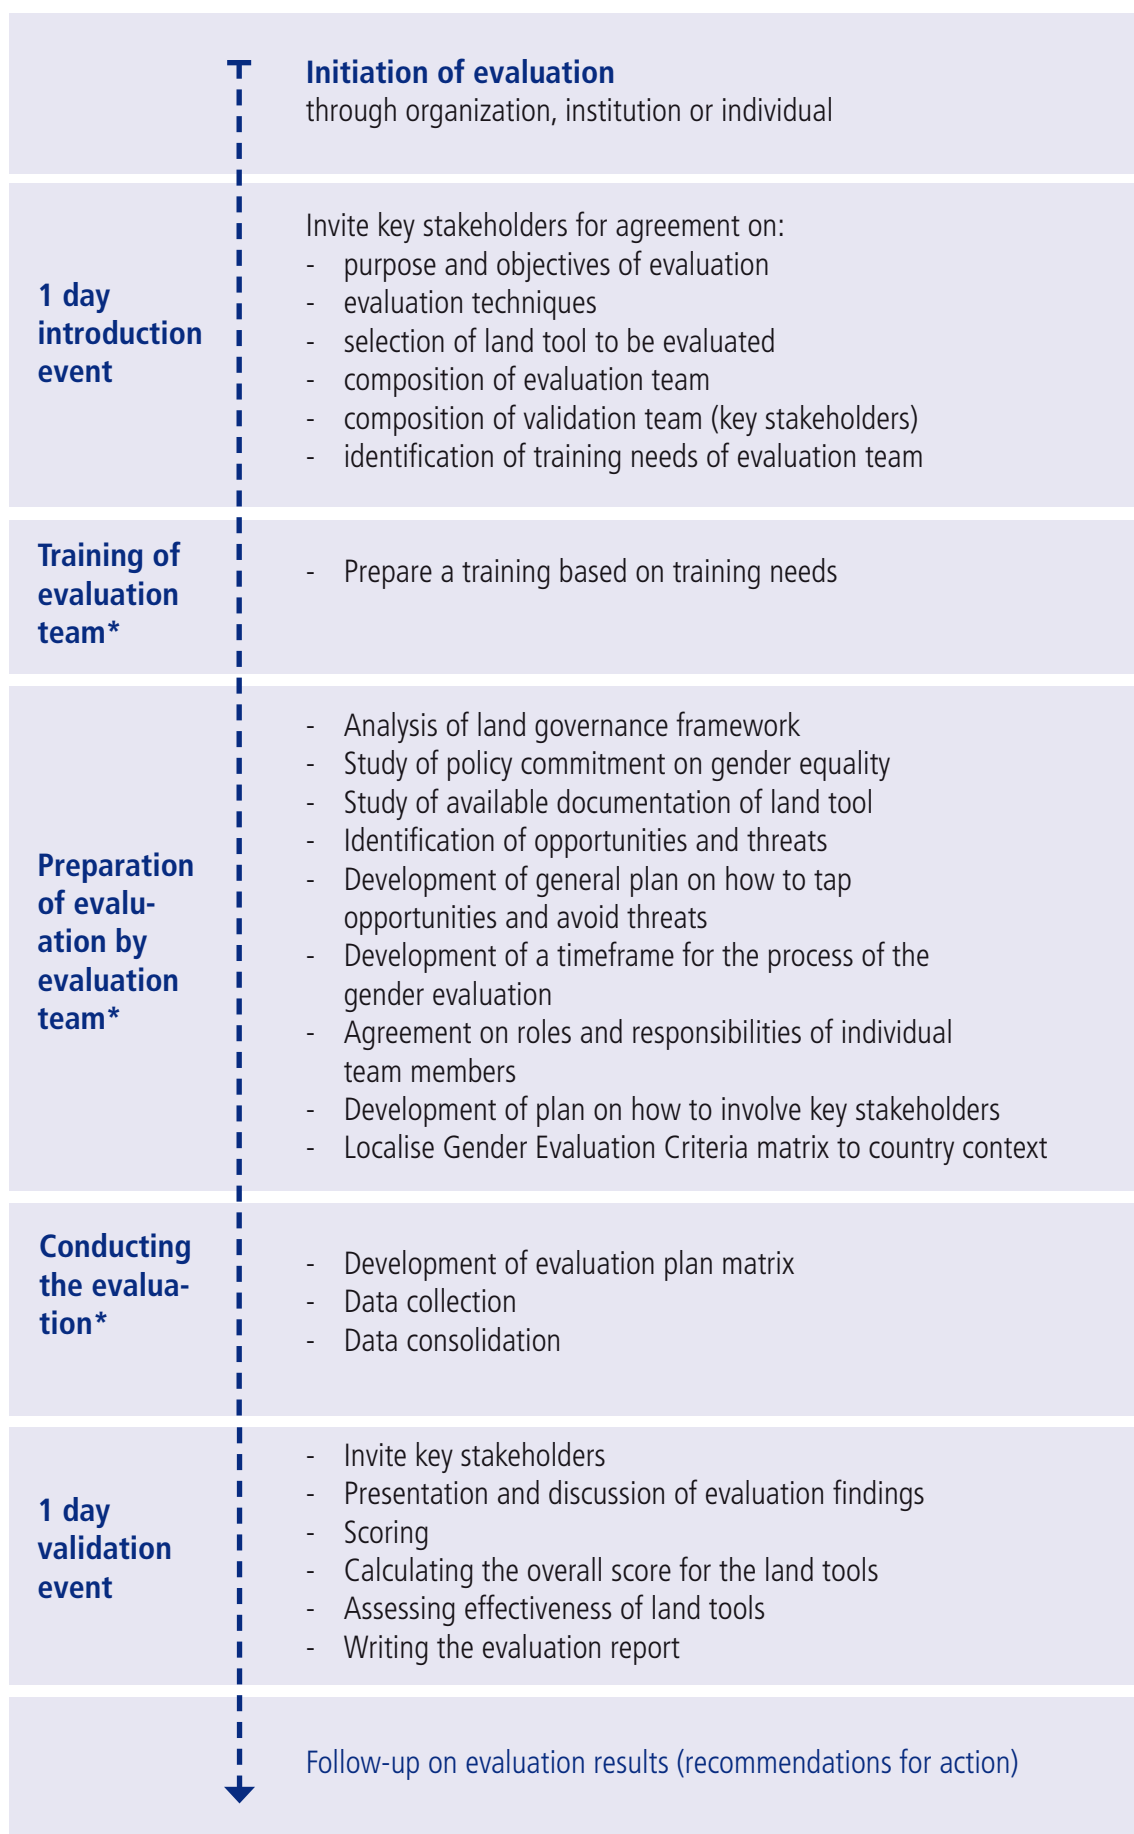 Initiation of evaluation
through organization, institution or individual
1 day
introduction
event
Invite key stakeholders for agreement on:
- purpose and objectives of evaluation
- evaluation techniques
- selection of land tool to be evaluated
- composition of evaluation team
- composition of validation team (key stakeholders)
- identification of training needs of evaluation team
Training of
evaluation
team*
- Prepare a training based on training needs
Preparation
of evalu-
ation by
evaluation
team*
- Analysis of land governance framework
- Study of policy commitment on gender equality
- Study of available documentation of land tool
- Identification of opportunities and threats
- Development of general plan on how to tap
opportunities and avoid threats
- Development of a timeframe for the process of the
gender evaluation
- Agreement on roles and responsibilities of individual
team members
- Development of plan on how to involve key stakeholders
- Localise Gender Evaluation Criteria matrix to country context
Conducting
the evalua-
tion*
- Development of evaluation plan matrix
- Data collection
- Data consolidation
1 day
validation
event
- Invite key stakeholders
- Presentation and discussion of evaluation findings
- Scoring
- Calculating the overall score for the land tools
- Assessing effectiveness of land tools
- Writing the evaluation report
Follow-up on evaluation results (recommendations for action)